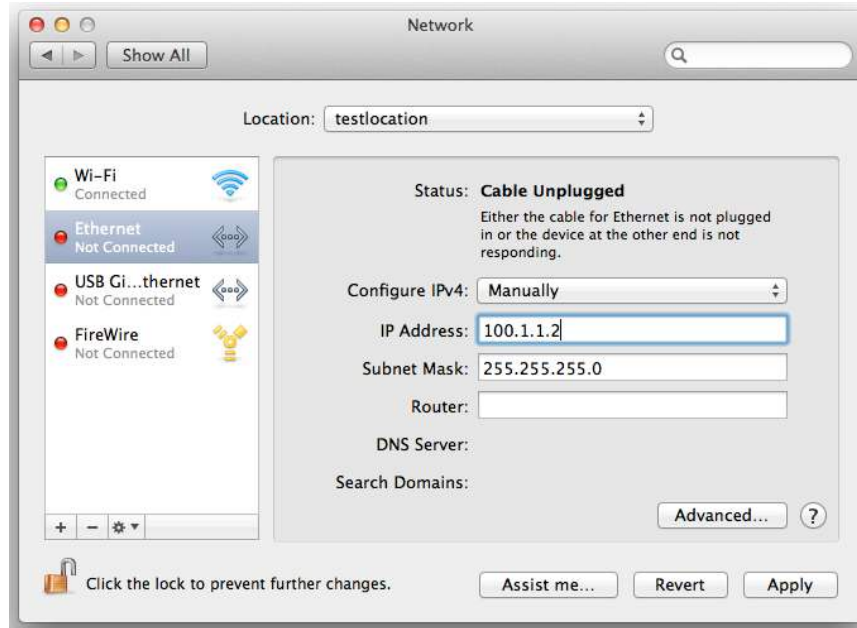 Network
Show All
Location: testlocation
Wi-Fi
Connected
Ethernet
Not Connected
USB Gi...thernet
Not Connected
FireWire
Not Connected
Status: Cable Unplugged
Either the cable for Ethernet is not plugged
in or the device at the other end is not
responding.
Configure IPv4: Manually
IP Address: 100.1.1.2
Subnet Mask: 255.255.255.0
Router:
DNS Server:
Search Domains:
Advanced... ?
+ −
Click the lock to prevent further changes.
Assist me... Revert Apply